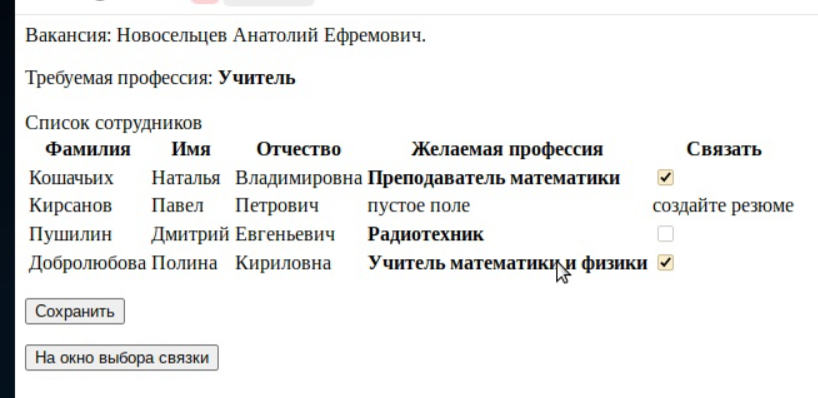 Вакансия: Новосельцев Анатолий Ефремович.
Требуемая профессия: Учитель
Список сотрудников
Фамилия Имя Отчество Желаемая профессия Связать
Кошачьих Наталья Владимировна Преподаватель математики
Кирсанов Павел Петрович пустое поле создайте резюме
Пушилин Дмитрий Евгеньевич Радиотехник
Добролюбова Полина Кириловна Учитель математики и физики
Сохранить
На окно выбора связки